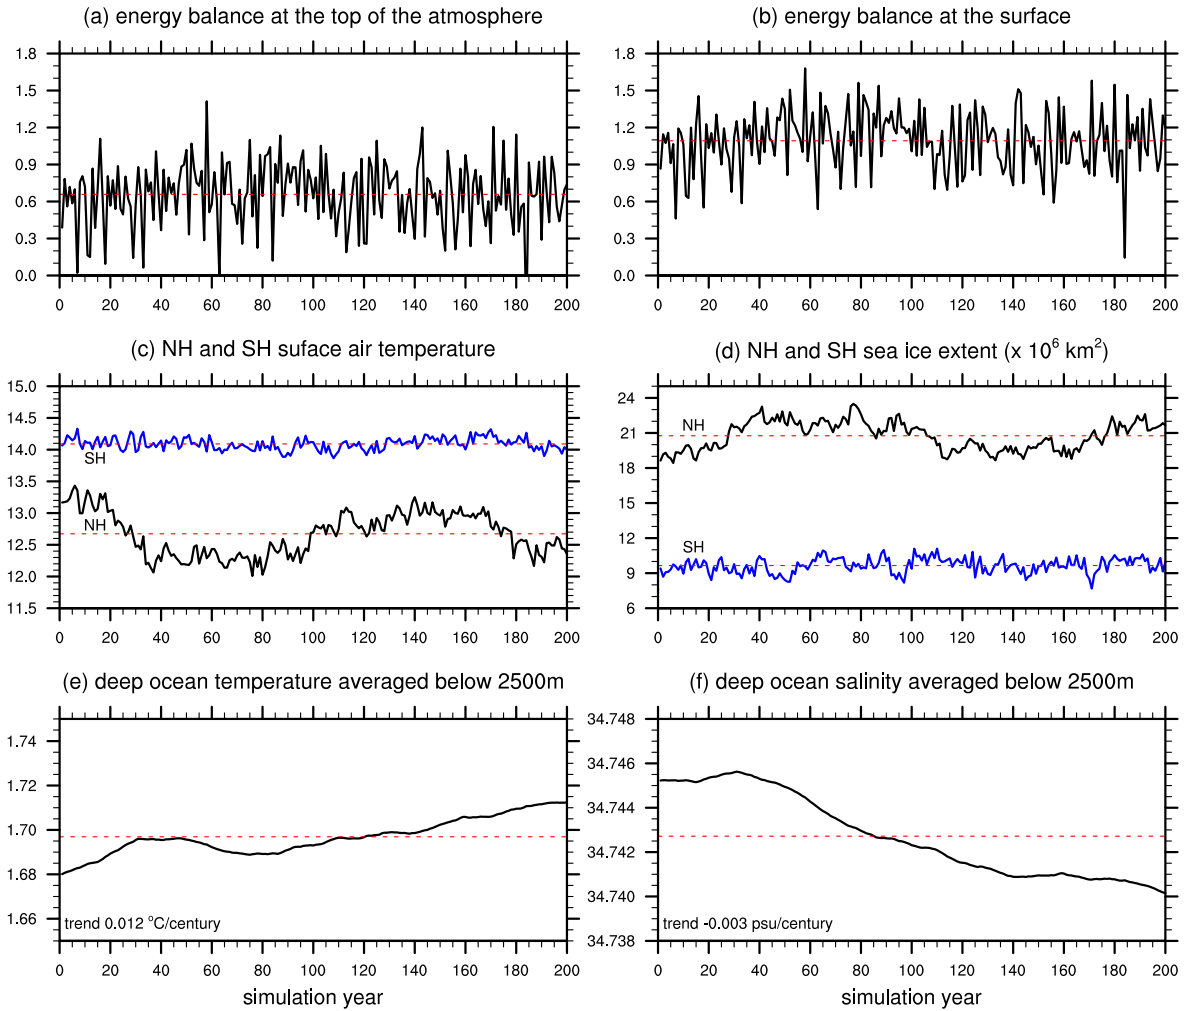 (a) energy balance at the top of the atmosphere
1.8
1.5
1.2
0.9
0.6
0.3
0.0
0 20 40 60 80 100 120 140 160 180 200
(b) energy balance at the surface
1.8
1.5
1.2
0.9
0.6
0.3
0.0
0 20 40 60 80 100 120 140 160 180 200
(c) NH and SH suface air temperature
15.0
14.5
14.0
13.5
13.0
12.5
12.0
11.5
SH
NH
0 20 40 60 80 100 120 140 160 180 200
(d) NH and SH sea ice extent (x 10⁶ km²)
24
21
18
15
12
9
6
NH
SH
0 20 40 60 80 100 120 140 160 180 200
(e) deep ocean temperature averaged below 2500m
1.74
1.72
1.70
1.68
1.66
trend 0.012 °C/century
0 20 40 60 80 100 120 140 160 180 200
simulation year
(f) deep ocean salinity averaged below 2500m
34.748
34.746
34.744
34.742
34.740
34.738
trend -0.003 psu/century
0 20 40 60 80 100 120 140 160 180 200
simulation year